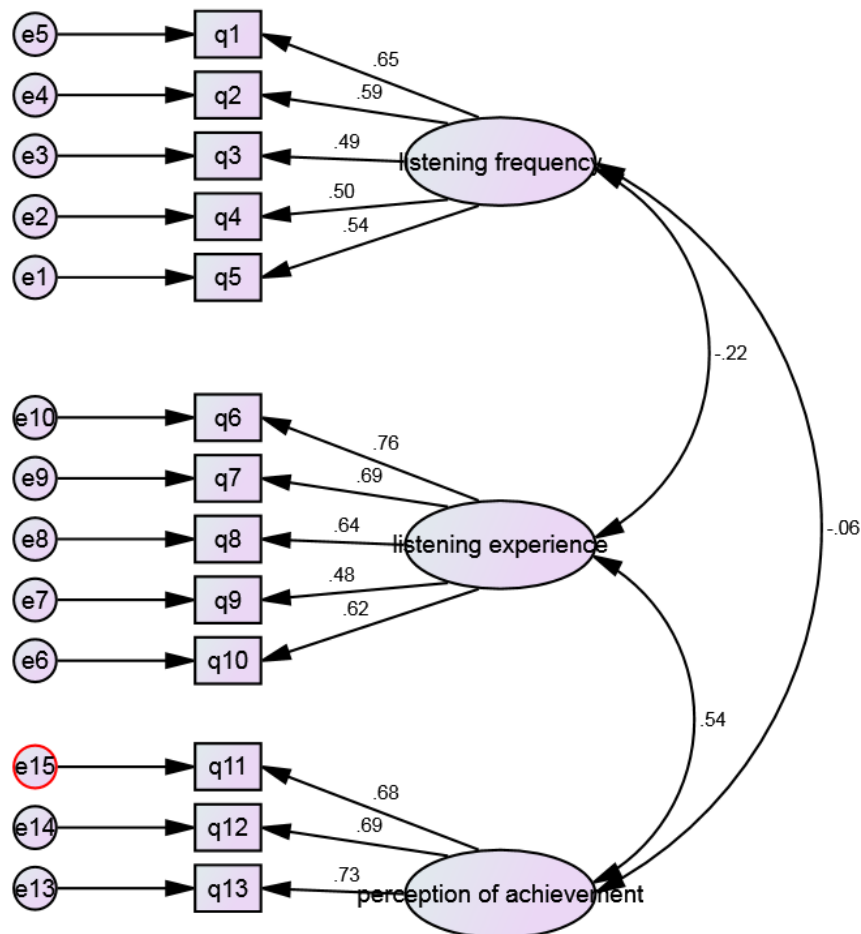 e5 q1 .65
e4 q2 .59
e3 q3 .49 listening frequency
e2 q4 .50
e1 q5 .54
-.22
e10 q6 .76
e9 q7 .69
e8 q8 .64 listening experience -.06
e7 q9 .48
e6 q10 .62
.54
e15 q11 .68
e14 q12 .69
e13 q13 .73 perception of achievement